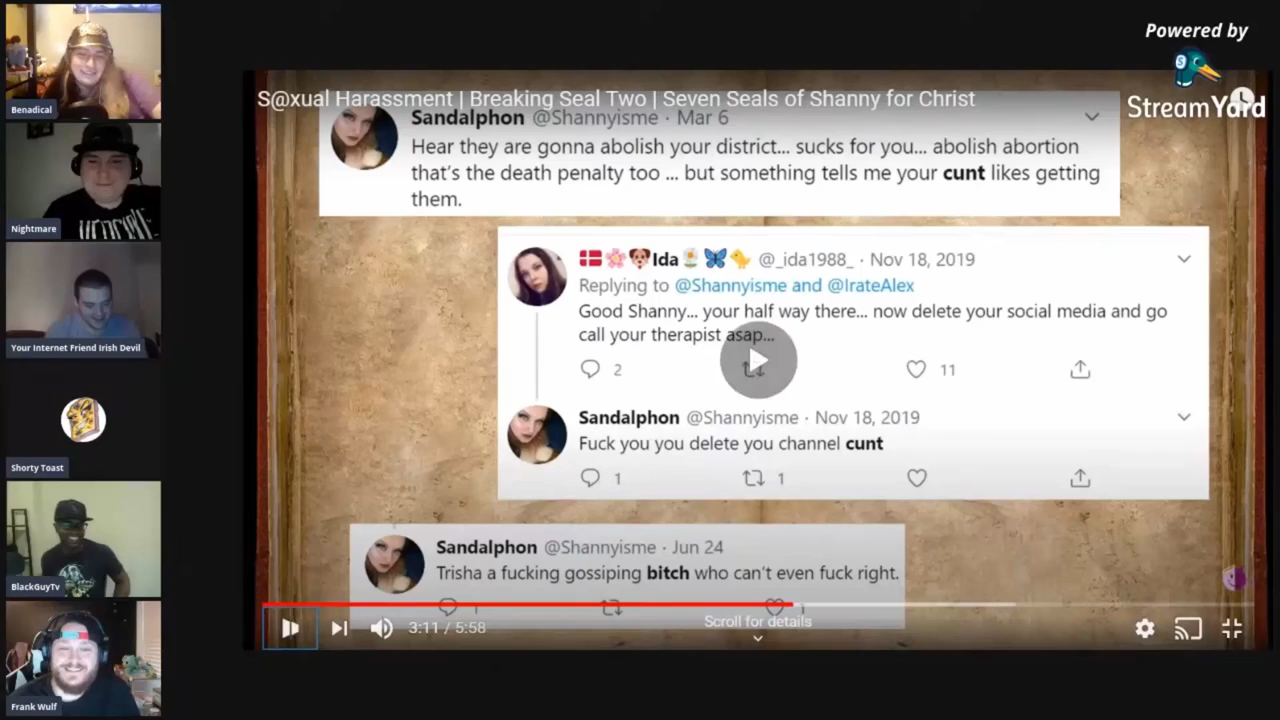 Powered by
StreamYard
Benadical
Nightmare
Your Internet Friend Irish Devil
Shorty Toast
BlackGuyTv
Frank Wulf
S@xual Harassment | Breaking Seal Two | Seven Seals of Shanny for Christ
Sandalphon @Shannyisme · Mar 6
Hear they are gonna abolish your district... sucks for you... abolish abortion
that's the death penalty too ... but something tells me your cunt likes getting
them.
Ida @_ida1988_ · Nov 18, 2019
Replying to @Shannyisme and @IrateAlex
Good Shanny... your half way there... now delete your social media and go
call your therapist asap...
2
11
Sandalphon @Shannyisme · Nov 18, 2019
Fuck you you delete you channel cunt
1
1
Sandalphon @Shannyisme · Jun 24
Trisha a fucking gossiping bitch who can't even fuck right.
1
1
3:11 / 5:58
Scroll for details